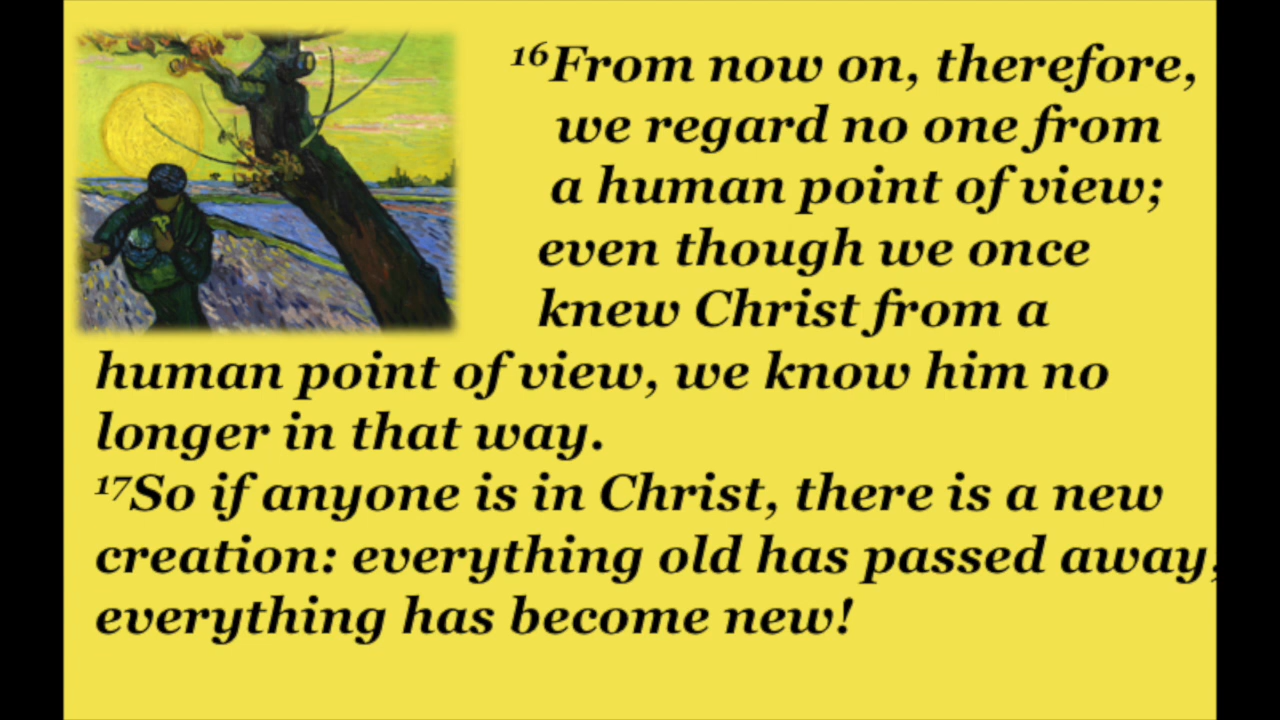 ¹⁶From now on, therefore,
we regard no one from
a human point of view;
even though we once
knew Christ from a
human point of view, we know him no
longer in that way.
¹⁷So if anyone is in Christ, there is a new
creation: everything old has passed away,
everything has become new!